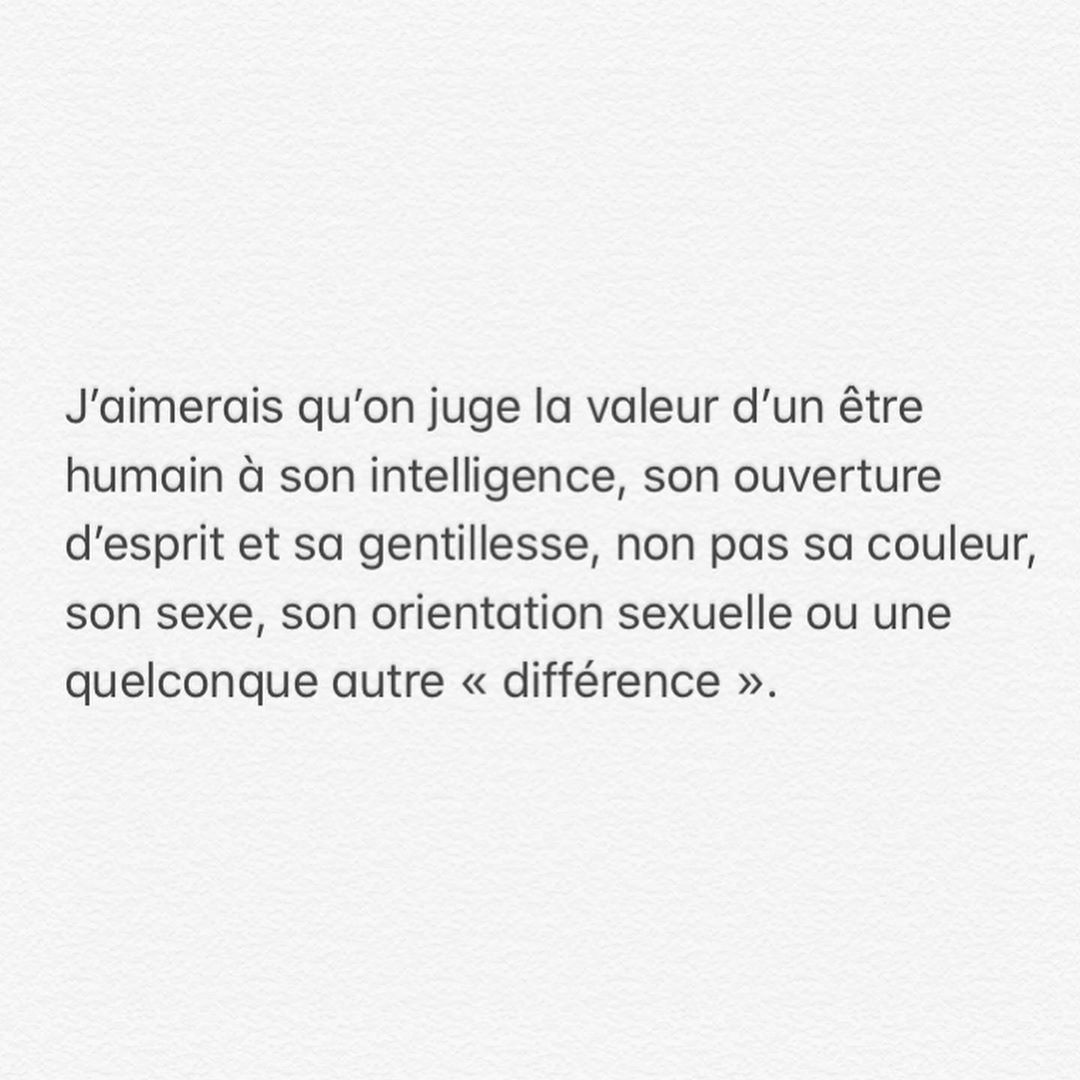 J’aimerais qu’on juge la valeur d’un être
humain à son intelligence, son ouverture
d’esprit et sa gentillesse, non pas sa couleur,
son sexe, son orientation sexuelle ou une
quelconque autre « différence ».